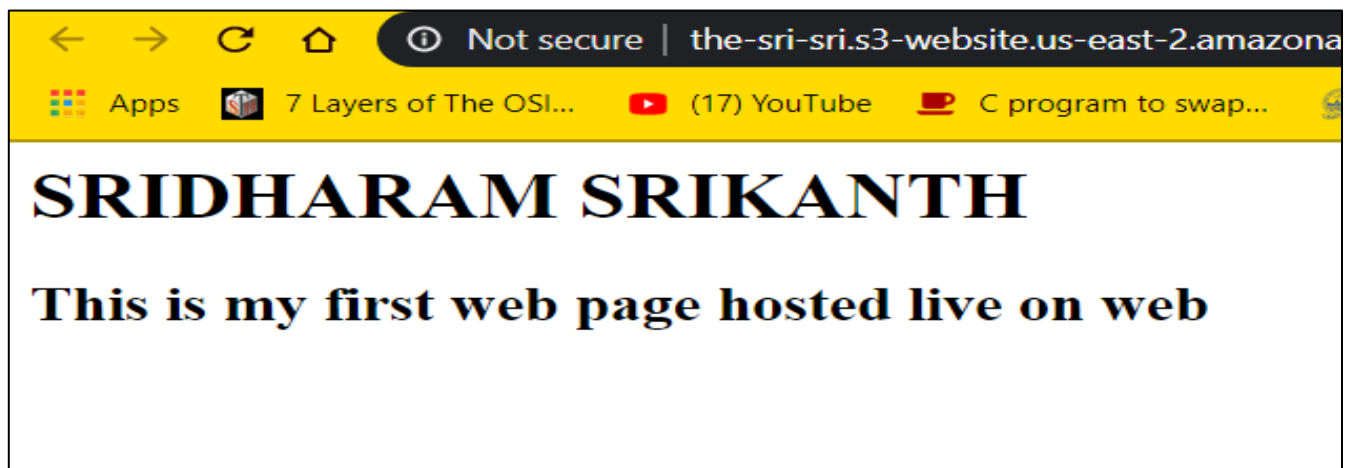 Not secure | the-sri-sri.s3-website.us-east-2.amazona
Apps 7 Layers of The OSI... (17) YouTube C program to swap...
SRIDHARAM SRIKANTH
This is my first web page hosted live on web